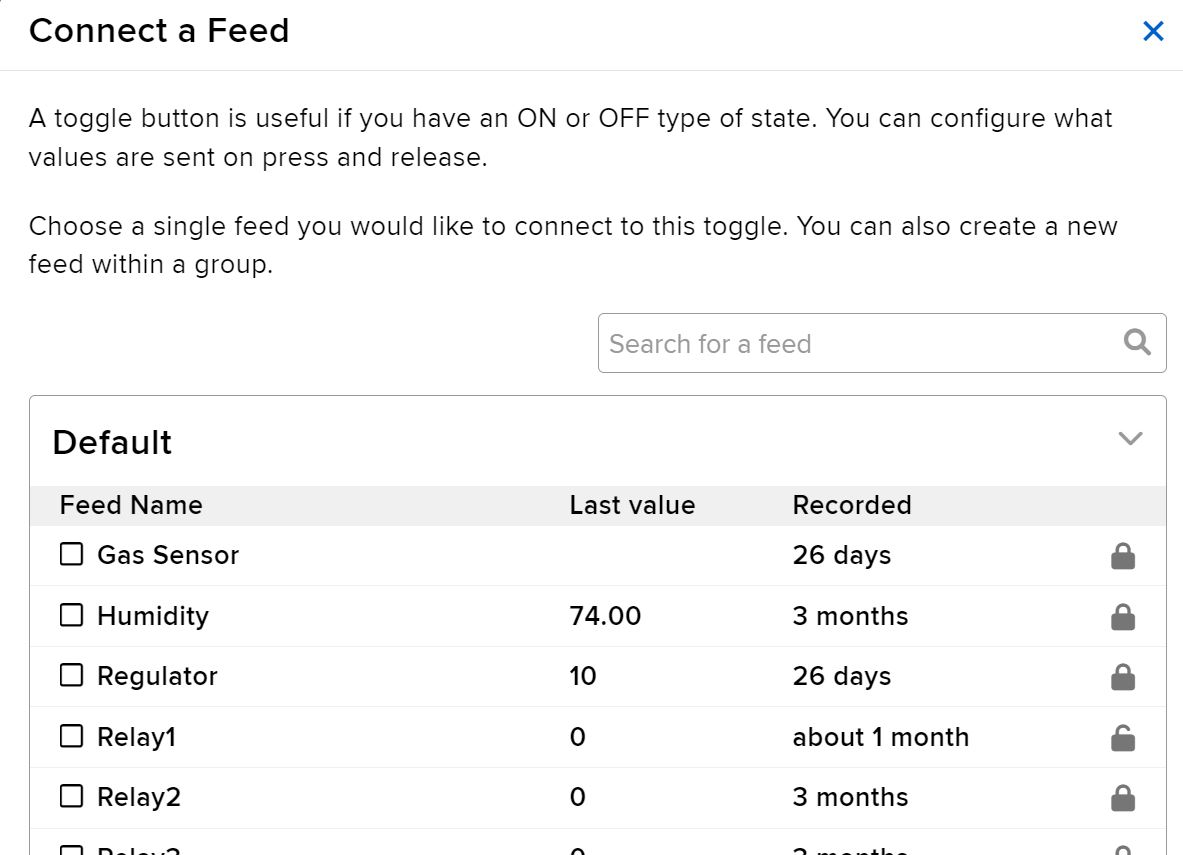 Connect a Feed
A toggle button is useful if you have an ON or OFF type of state. You can configure what
values are sent on press and release.
Choose a single feed you would like to connect to this toggle. You can also create a new
feed within a group.
Search for a feed
Default
Feed Name Last value Recorded
Gas Sensor 26 days
Humidity 74.00 3 months
Regulator 10 26 days
Relay1 0 about 1 month
Relay2 0 3 months